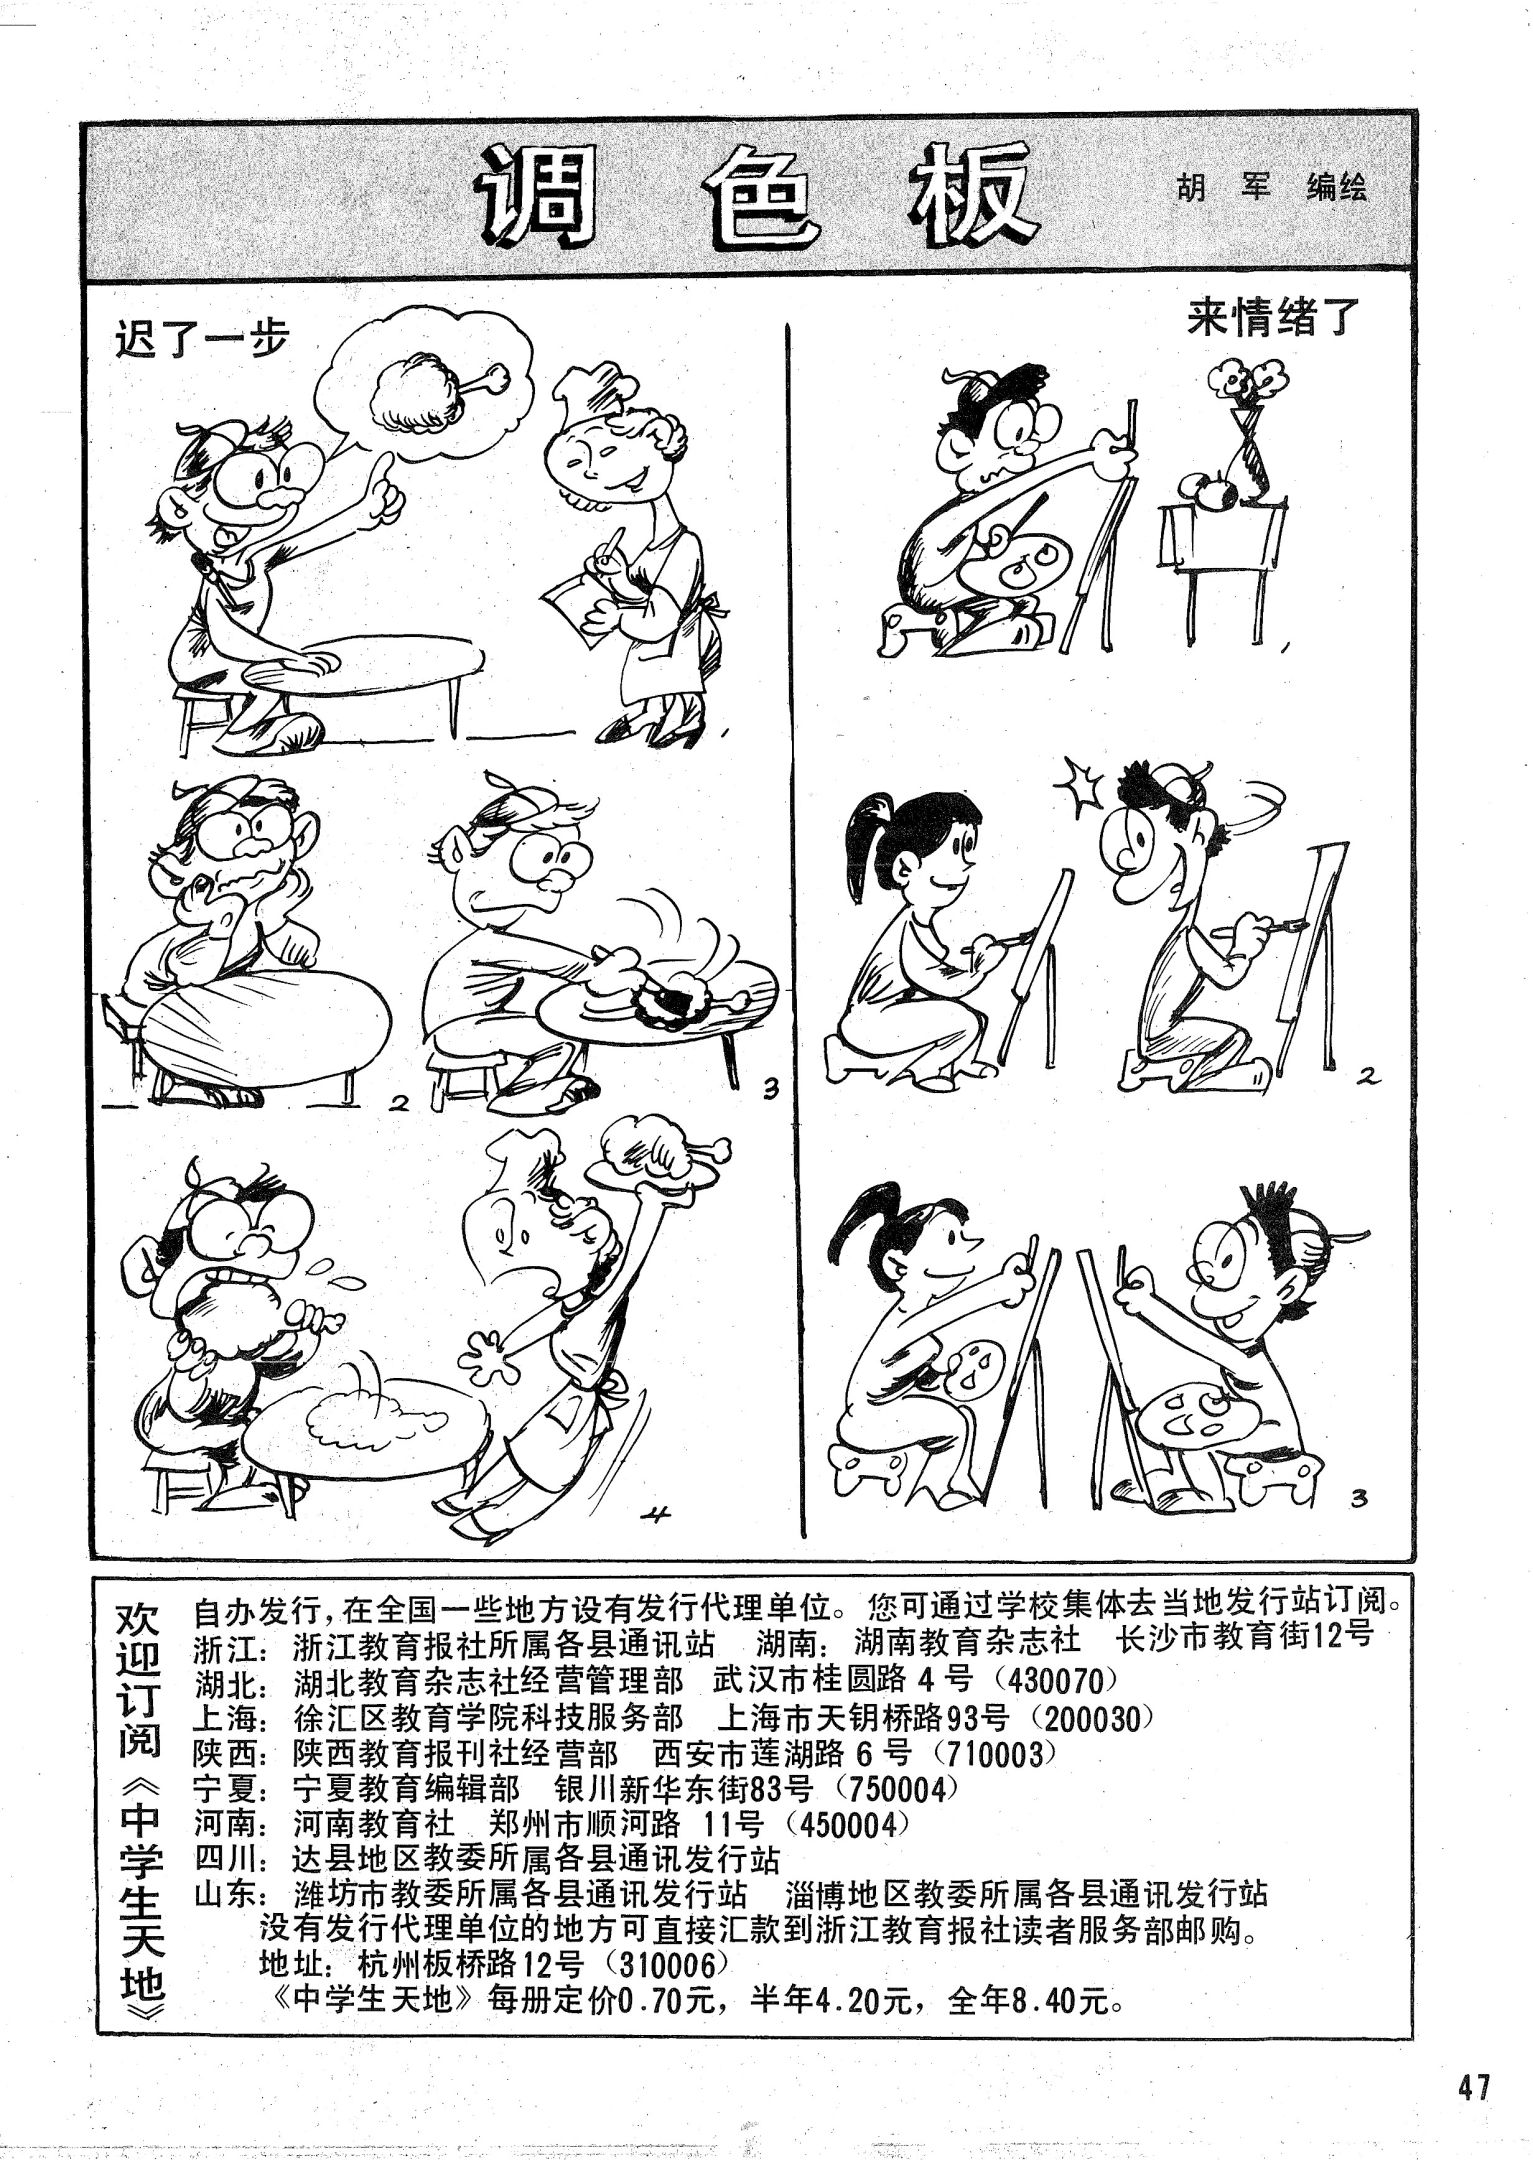 调色板
胡 军 编绘
迟了一步
2
3
4
来情绪了
2
3
欢迎订阅《中学生天地》
自办发行,在全国一些地方设有发行代理单位。您可通过学校集体去当地发行站订阅。
浙江：浙江教育报社所属各县通讯站 湖南：湖南教育杂志社 长沙市教育街12号
湖北：湖北教育杂志社经营管理部 武汉市桂圆路4号（430070）
上海：徐汇区教育学院科技服务部 上海市天钥桥路93号（200030）
陕西：陕西教育报刊社经营部 西安市莲湖路6号（710003）
宁夏：宁夏教育编辑部 银川新华东街83号（750004）
河南：河南教育社 郑州市顺河路 11号（450004）
四川：达县地区教委所属各县通讯发行站
山东：潍坊市教委所属各县通讯发行站 淄博地区教委所属各县通讯发行站
没有发行代理单位的地方可直接汇款到浙江教育报社读者服务部邮购。
地址：杭州板桥路12号（310006）
《中学生天地》每册定价0.70元，半年4.20元，全年8.40元。
47